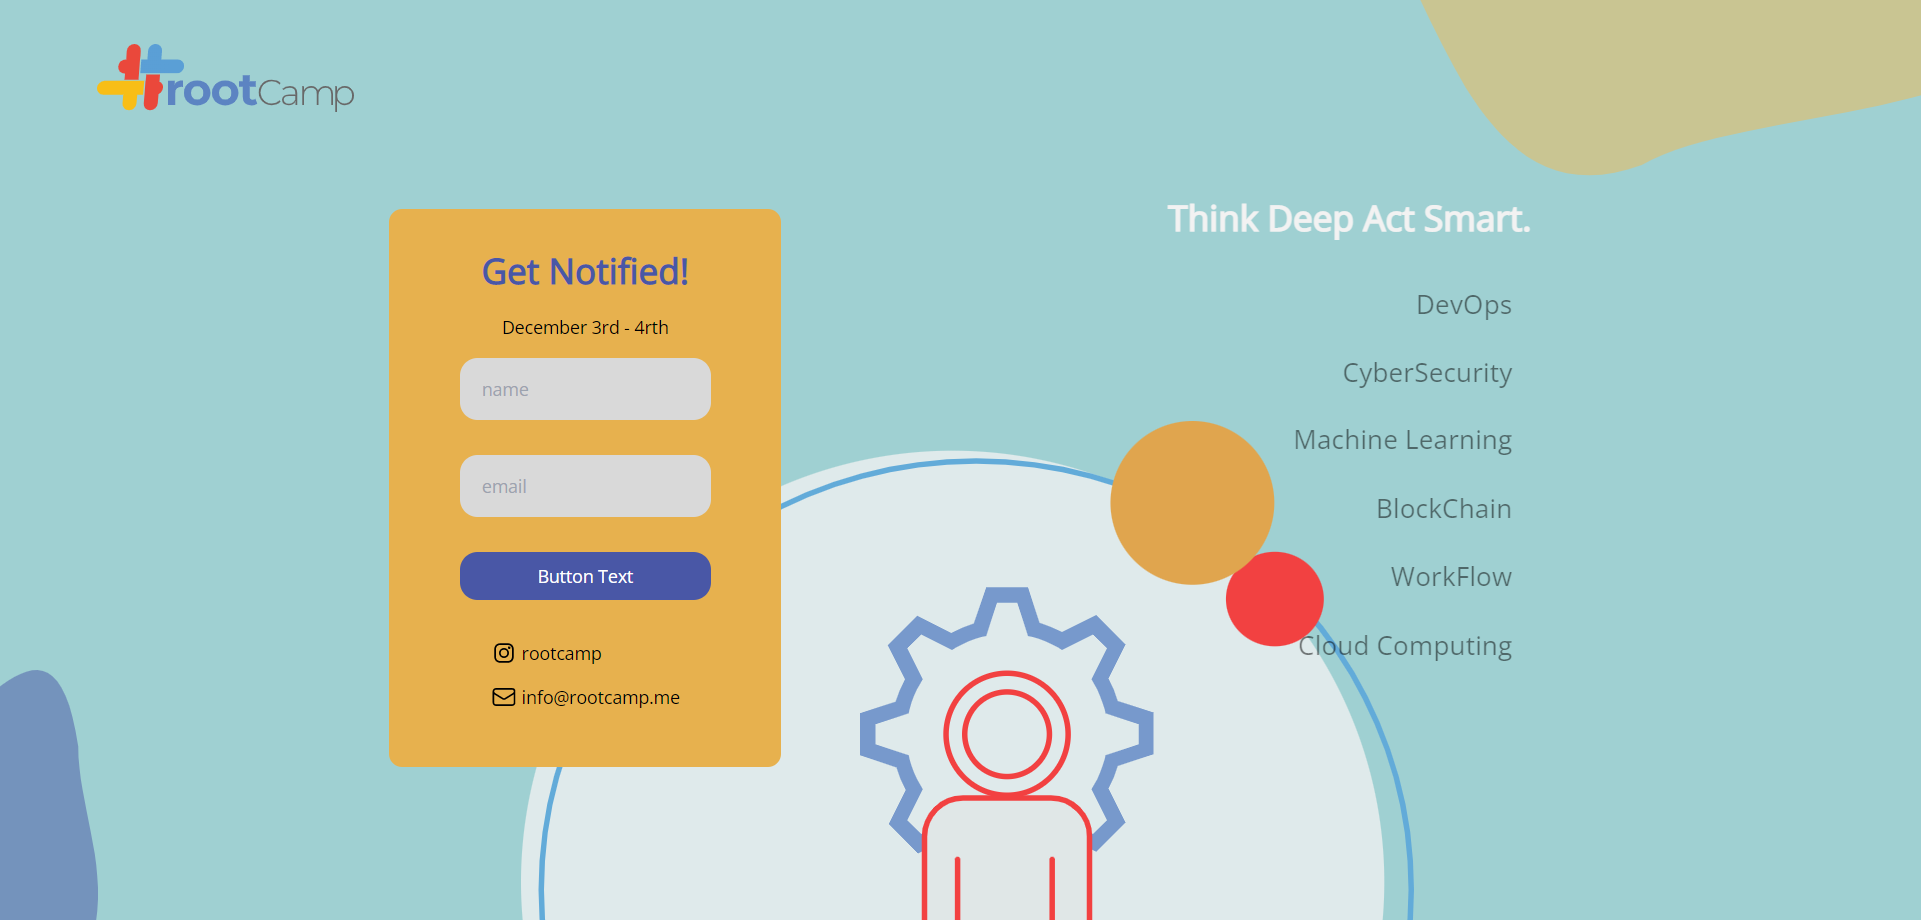 rootCamp
Get Notified!
December 3rd - 4rth
name
email
Button Text
rootcamp
info@rootcamp.me
Think Deep Act Smart.
DevOps
CyberSecurity
Machine Learning
BlockChain
WorkFlow
Cloud Computing